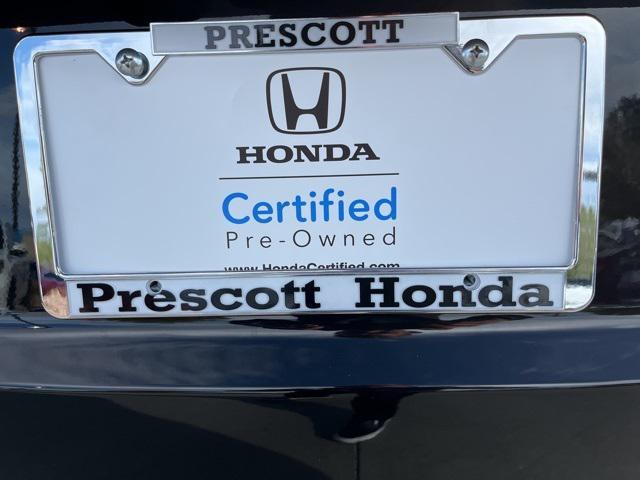 PRESCOTT
HONDA
Certified
Pre-Owned
www.HondaCertified.com
Prescott Honda